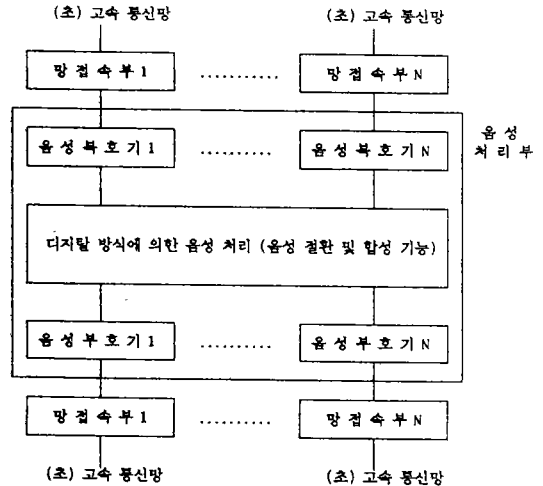 (초) 고속 통신망 (초) 고속 통신망
망 접 속 부 1 ........... 망 접 속 부 N
음 성 처 리 부
음 성 복 호 기 1 .......... 음 성 복 호 기 N
디지탈 방식에 의한 음성 처리 (음성 절환 및 합성 기능)
음 성 부 호 기 1 .......... 음 성 부 호 기 N
망 접 속 부 1 ........... 망 접 속 부 N
(초) 고속 통신망 (초) 고속 통신망